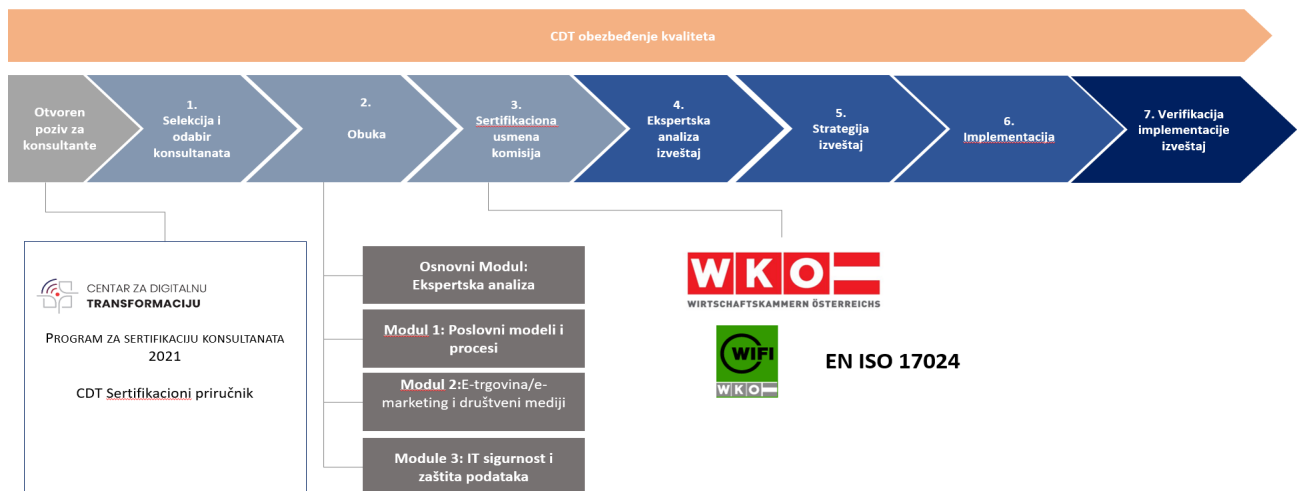 CDT obezbeđenje kvaliteta
Otvoren
poziv za
konsultante
1.
Selekcija i
odabir
konsultanata
2.
Obuka
3.
Sertifikaciona
usmena
komisija
4.
Ekspertska
analiza
izveštaj
5.
Strategija
izveštaj
6.
Implementacija
7. Verifikacija
implementacije
izveštaj
CENTAR ZA DIGITALNU
TRANSFORMACIJU
PROGRAM ZA SERTIFIKACIJU KONSULTANATA
2021
CDT Sertifikacioni priručnik
Osnovni Modul:
Ekspertska analiza
Modul 1: Poslovni modeli i
procesi
Modul 2:E-trgovina/e-
marketing i društveni mediji
Module 3: IT sigurnost i
zaštita podataka
WKO
WIRTSCHAFTSKAMMERN ÖSTERREICHS
WIFI
WKO
EN ISO 17024